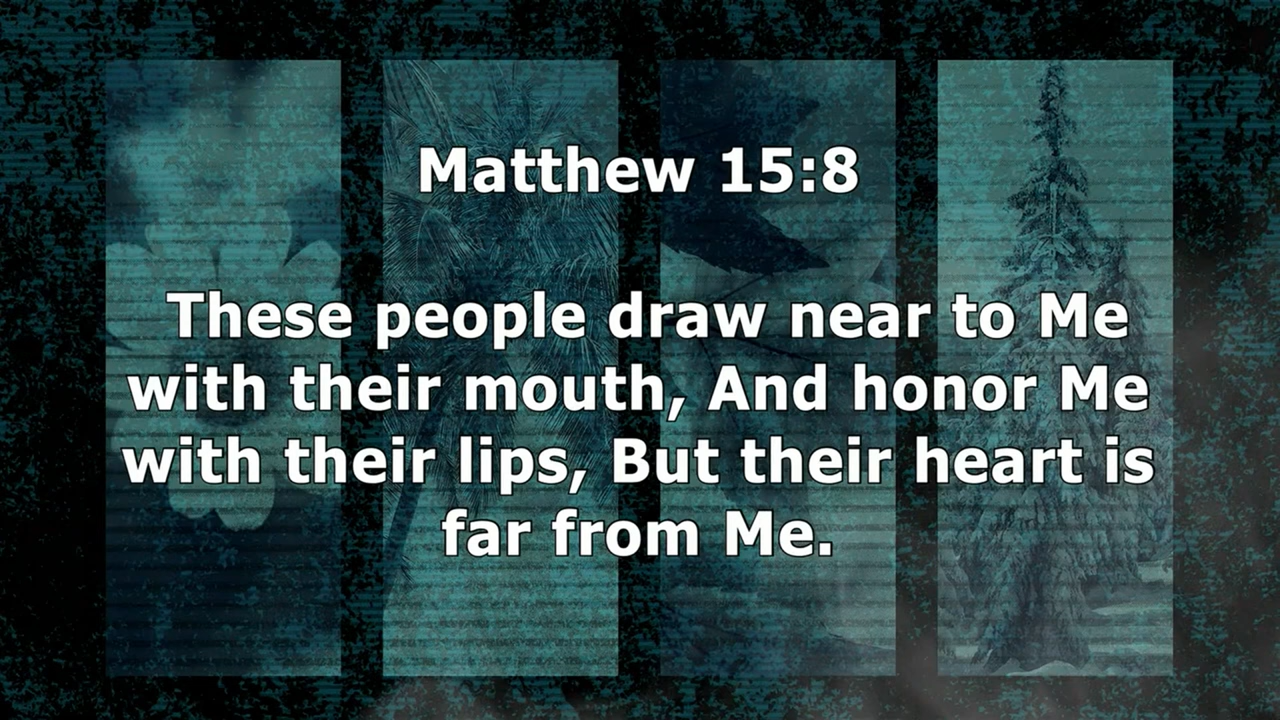 Matthew 15:8
These people draw near to Me
with their mouth, And honor Me
with their lips, But their heart is
far from Me.